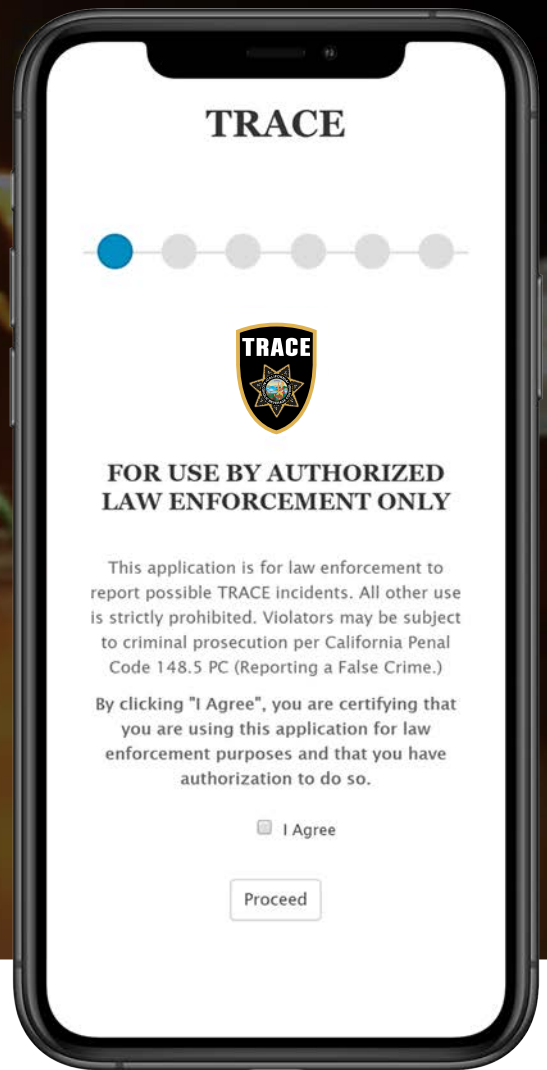 TRACE
TRACE
FOR USE BY AUTHORIZED
LAW ENFORCEMENT ONLY
This application is for law enforcement to
report possible TRACE incidents. All other use
is strictly prohibited. Violators may be subject
to criminal prosecution per California Penal
Code 148.5 PC (Reporting a False Crime.)
By clicking "I Agree", you are certifying that
you are using this application for law
enforcement purposes and that you have
authorization to do so.
I Agree
Proceed